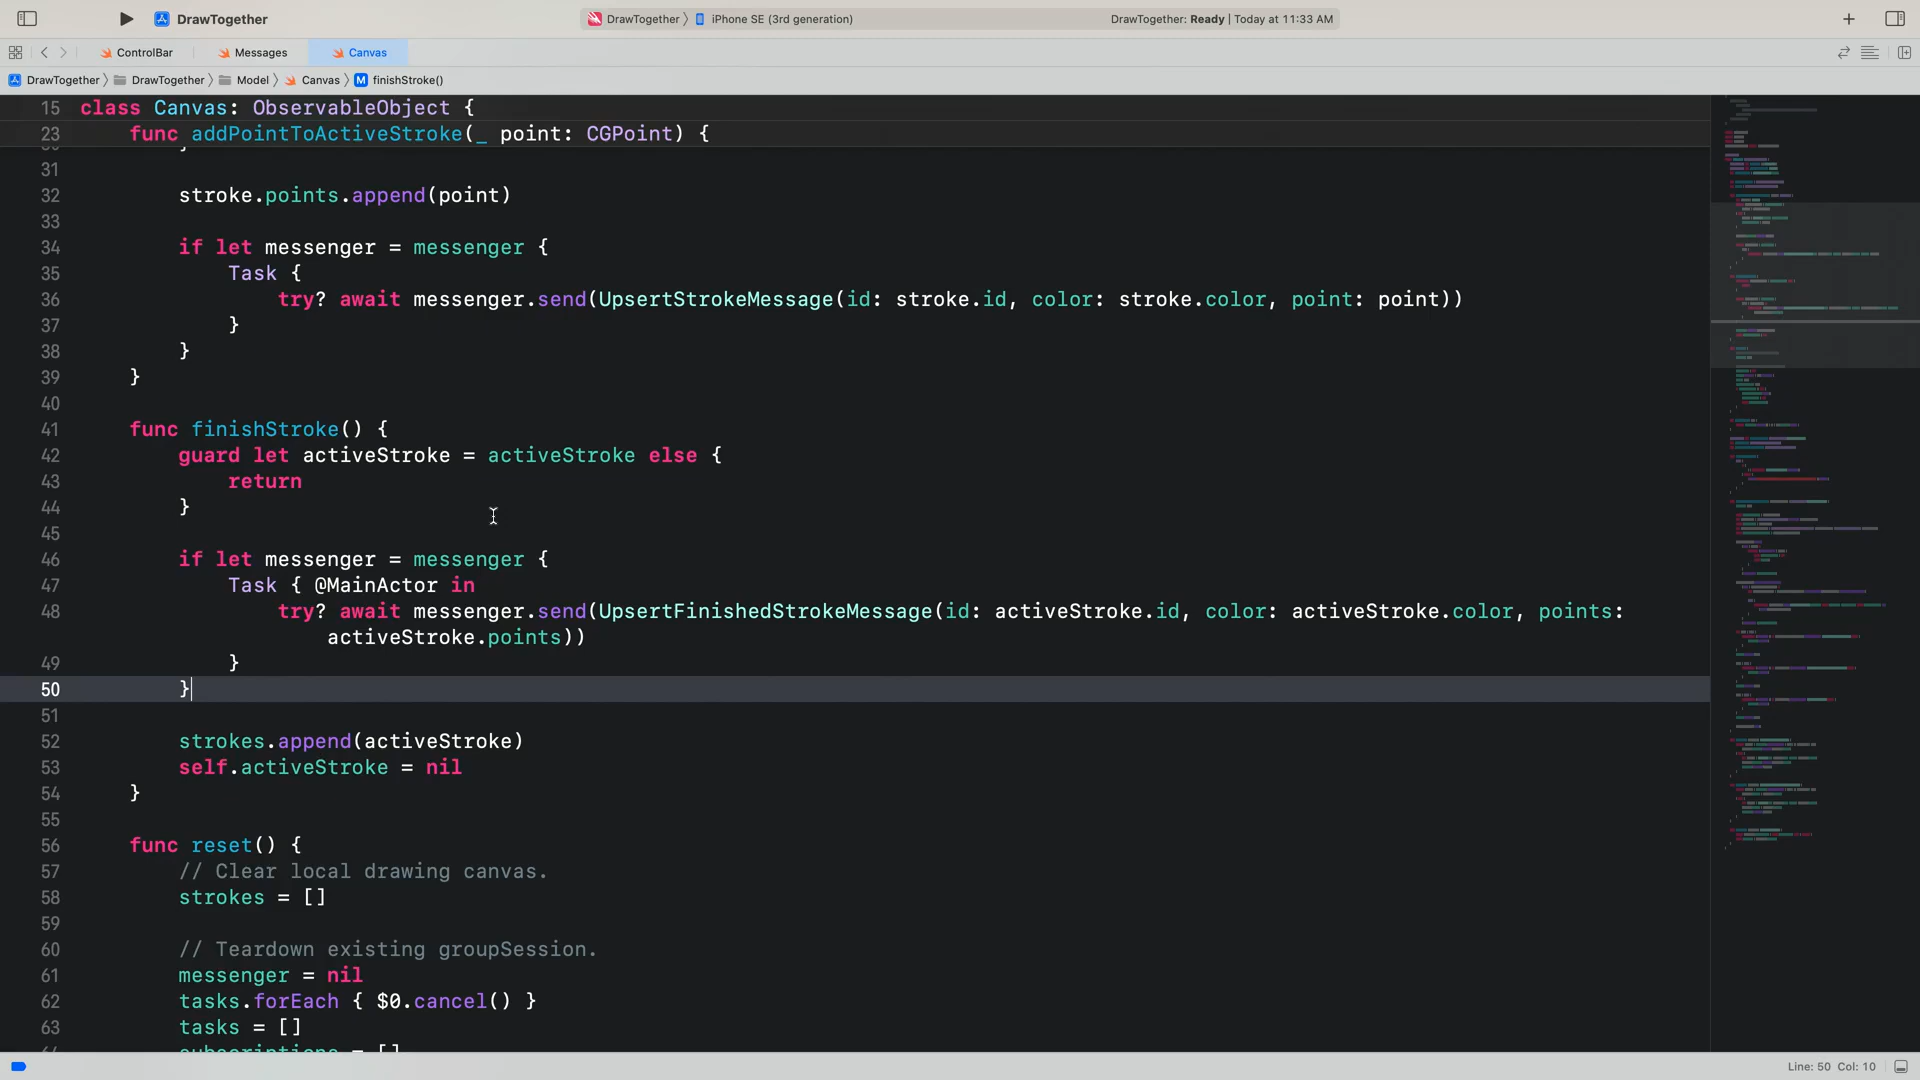 DrawTogether
DrawTogether 〉 iPhone SE (3rd generation)
DrawTogether: Ready | Today at 11:33 AM
ControlBar
Messages
Canvas
DrawTogether 〉 DrawTogether 〉 Model 〉 Canvas 〉 M finishStroke()
15 class Canvas: ObservableObject {
23 func addPointToActiveStroke(_ point: CGPoint) {
31
32 stroke.points.append(point)
33
34 if let messenger = messenger {
35 Task {
36 try? await messenger.send(UpsertStrokeMessage(id: stroke.id, color: stroke.color, point: point))
37 }
38 }
39 }
40
41 func finishStroke() {
42 guard let activeStroke = activeStroke else {
43 return
44 }
45
46 if let messenger = messenger {
47 Task { @MainActor in
48 try? await messenger.send(UpsertFinishedStrokeMessage(id: activeStroke.id, color: activeStroke.color, points:
activeStroke.points))
49 }
50 }
51
52 strokes.append(activeStroke)
53 self.activeStroke = nil
54 }
55
56 func reset() {
57 // Clear local drawing canvas.
58 strokes = []
59
60 // Teardown existing groupSession.
61 messenger = nil
62 tasks.forEach { $0.cancel() }
63 tasks = []
Line: 50 Col: 10